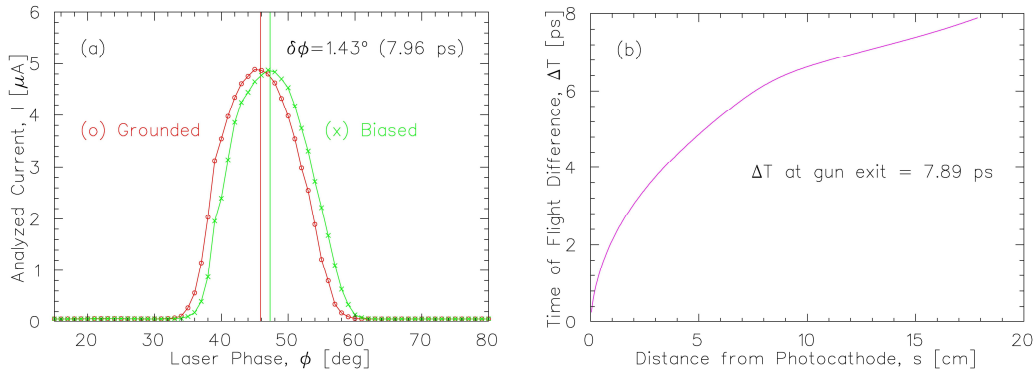 (a)
δϕ=1.43° (7.96 ps)
(o) Grounded
(x) Biased
Analyzed Current, I [μA]
0
1
2
3
4
5
6
20 30 40 50 60 70 80
Laser Phase, ϕ [deg]
(b)
ΔT at gun exit = 7.89 ps
Time of Flight Difference, ΔT [ps]
0
2
4
6
8
0 5 10 15 20
Distance from Photocathode, s [cm]